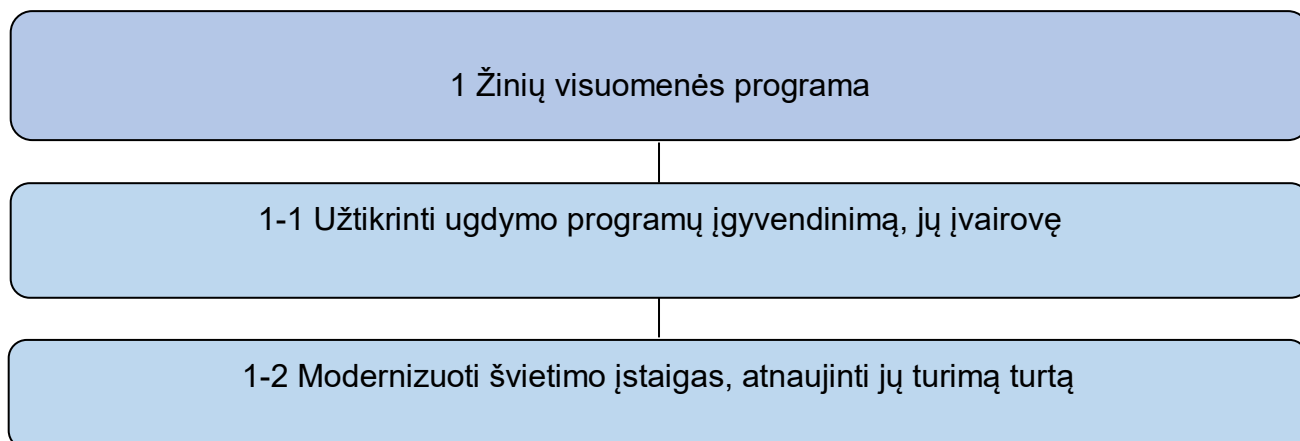 1 Žinių visuomenės programa
1-1 Užtikrinti ugdymo programų įgyvendinimą, jų įvairovę
1-2 Modernizuoti švietimo įstaigas, atnaujinti jų turimą turtą